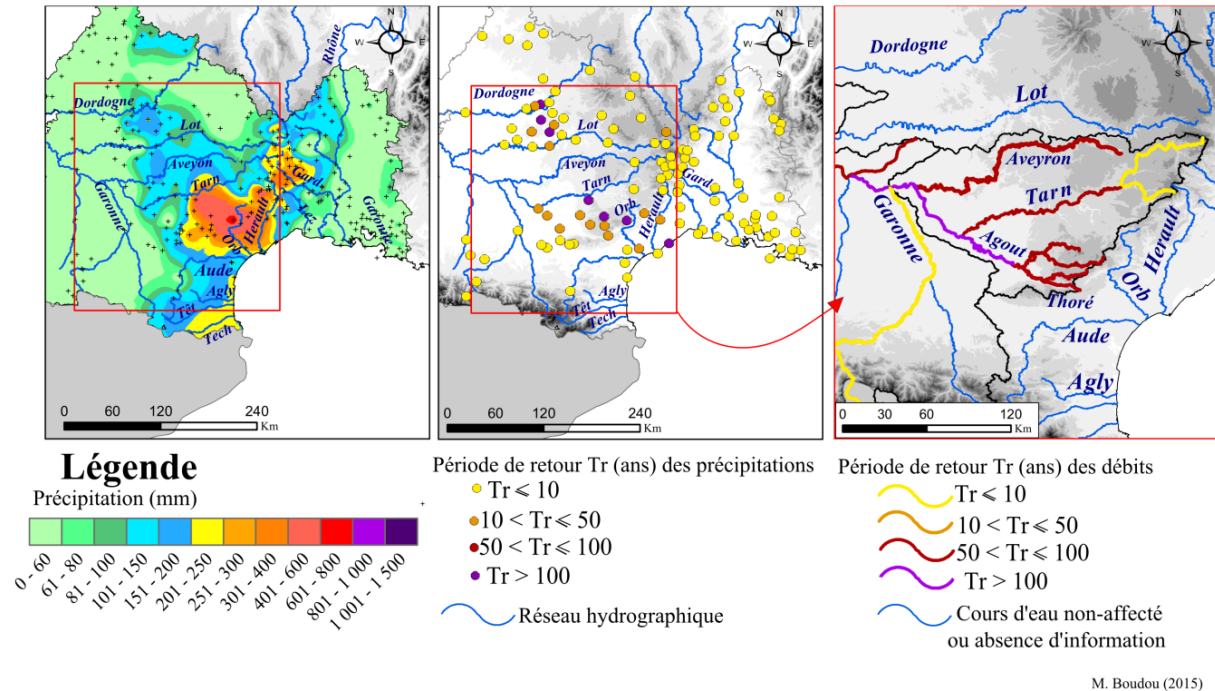 N
W E
S
Rhône
Dordogne
Lot
Aveyon
Tarn
Gard
Garonne
Lez
Herault
Orb
Garonne
Aude
Agly
Têt
Tech
0 60 120 240
Km
N
W E
S
Dordogne
Lot
Aveyron
Tarn
Gard
Orb
Herault
Agly
Têt
Tech
0 60 120 240
Km
N
W E
S
Dordogne
Lot
Aveyron
Tarn
Garonne
Agout
Herault
Orb
Thoré
Aude
Agly
0 30 60 120
Km
Légende
Précipitation (mm)
0 - 60
61 - 80
81 - 100
101 - 150
151 - 200
201 - 250
251 - 300
301 - 400
401 - 600
601 - 800
801 - 1 000
1 001 - 1 500
Période de retour Tr (ans) des précipitations
Tr ⩽ 10
10 < Tr ⩽ 50
50 < Tr ⩽ 100
Tr > 100
Réseau hydrographique
Période de retour Tr (ans) des débits
Tr ⩽ 10
10 < Tr ⩽ 50
50 < Tr ⩽ 100
Tr > 100
Cours d'eau non-affecté
ou absence d'information
M. Boudou (2015)